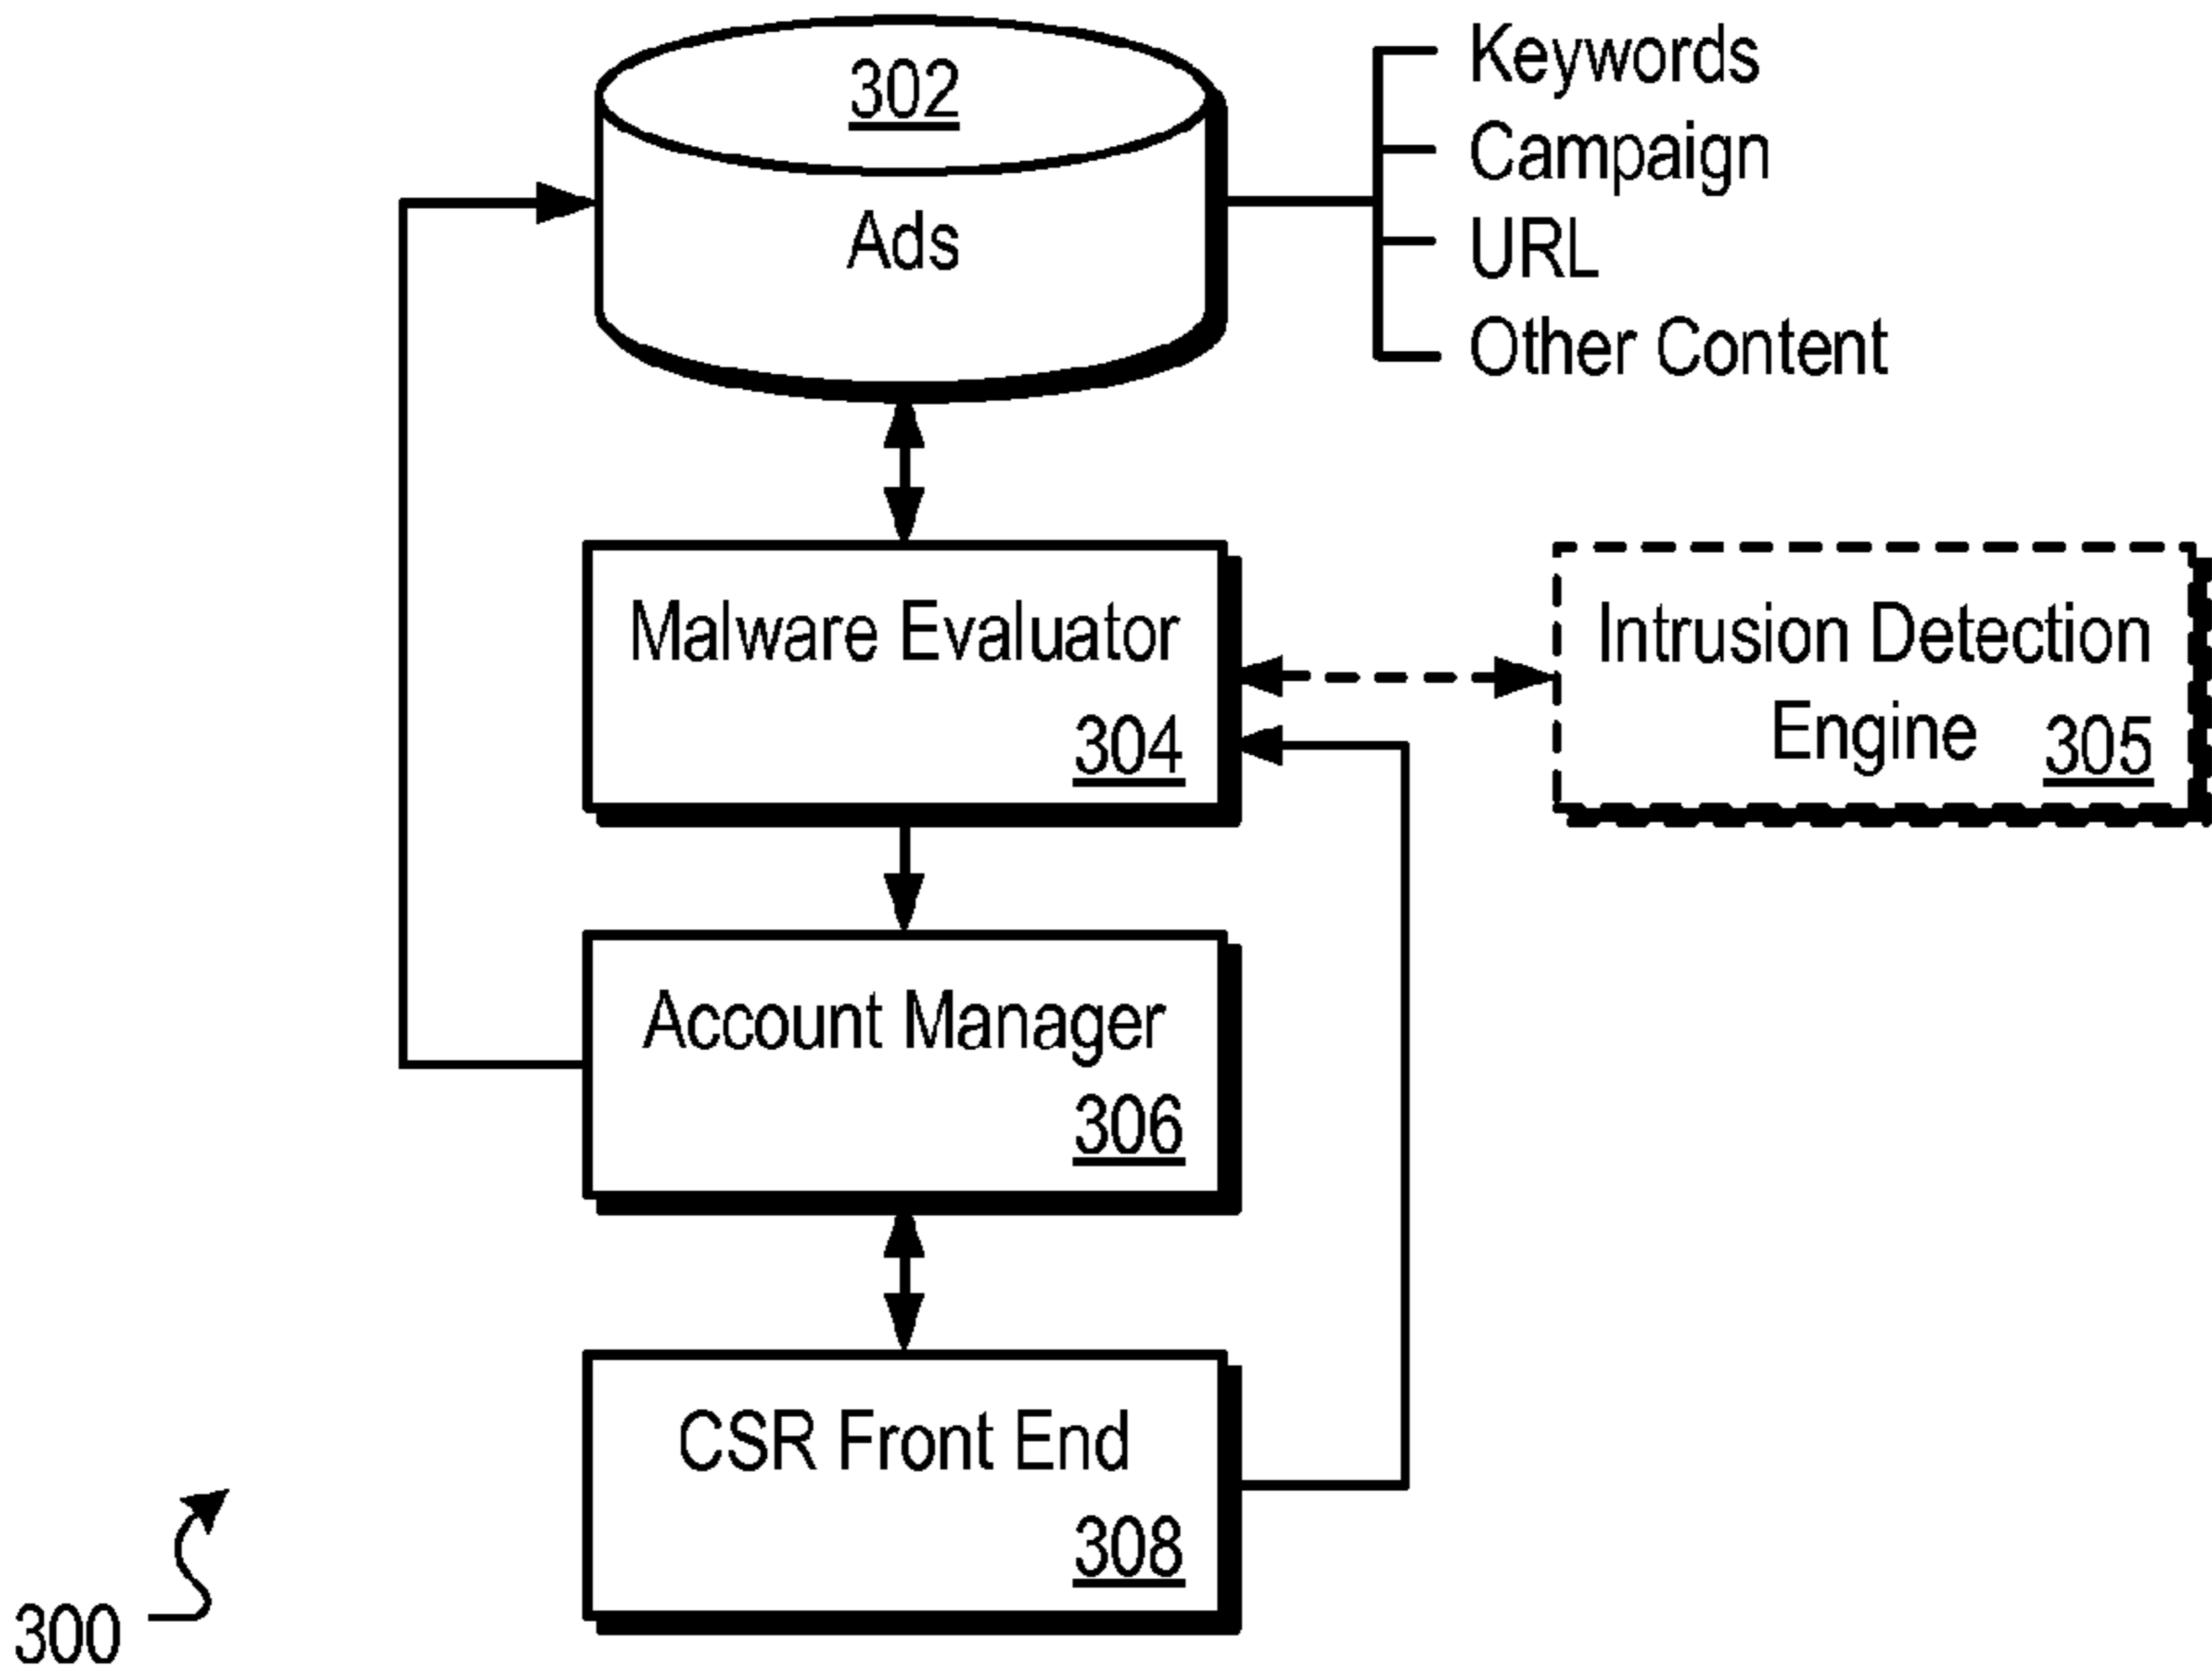 302
Ads
Keywords
Campaign
URL
Other Content
Malware Evaluator
304
Intrusion Detection
Engine 305
Account Manager
306
CSR Front End
308
300